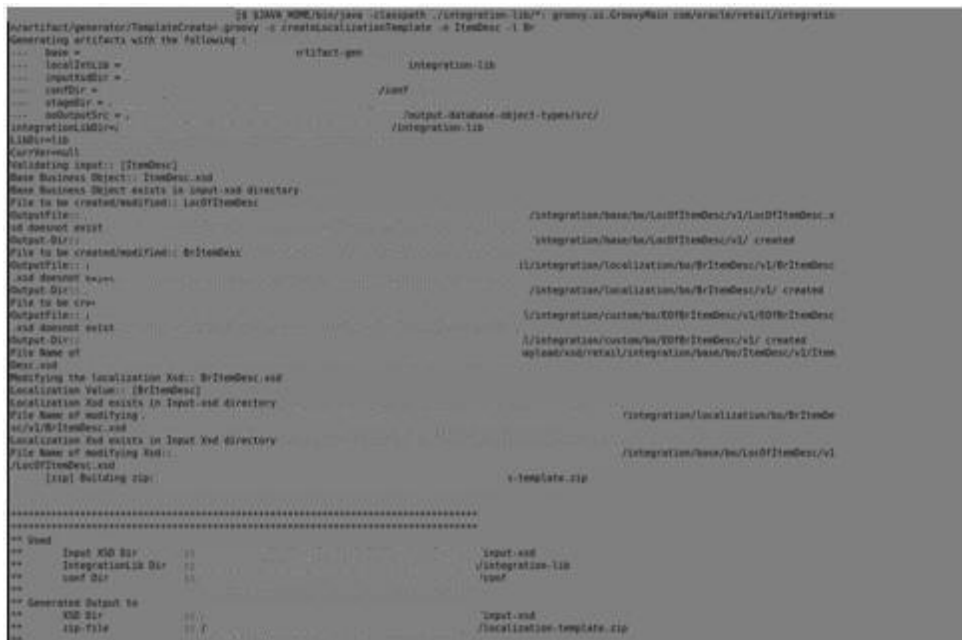 ]$ $JAVA_HOME/bin/java -classpath ./integration-lib/*: groovy.ui.GroovyMain com/oracle/retail/integratio
n/artifact/generator/TemplateCreator.groovy -c createLocalizationTemplate -o ItemDesc -l Br
Generating artifacts with the following :
--- base = artifact-gen
--- localIntLib = integration-lib
--- inputXsdDir = .
--- confDir = /conf
--- stageDir = .
--- ooOutputSrc = . /output-database-object-types/src/
integrationLibDir= /integration-lib
LibDir=lib
CurrVer=null
Validating input:: [ItemDesc]
Base Business Object:: ItemDesc.xsd
Base Business Object exists in input-xsd directory
File to be created/modified:: LocOfItemDesc
OutputFile:: /integration/base/bo/LocOfItemDesc/v1/LocOfItemDesc.x
sd doesnot exist
Output-Dir:: integration/base/bo/LocOfItemDesc/v1/ created
File to be created/modified:: BrItemDesc
OutputFile:: il/integration/localization/bo/BrItemDesc/v1/BrItemDesc
.xsd doesnot exist
Output-Dir:: /integration/localization/bo/BrItemDesc/v1/ created
File to be cre
OutputFile:: l/integration/custom/bo/EOfBrItemDesc/v1/EOfBrItemDesc
.xsd doesnot exist
Output-Dir:: l/integration/custom/bo/EOfBrItemDesc/v1/ created
File Name of ayload/xsd/retail/integration/base/bo/ItemDesc/v1/Item
Desc.xsd
Modifying the localization Xsd:: BrItemDesc.xsd
Localization Value:: [BrItemDesc]
Localization Xsd exists in Input-xsd directory
File Name of modifying /integration/localization/bo/BrItemDe
sc/v1/BrItemDesc.xsd
Localization Xsd exists in Input Xsd directory
File Name of modifying Xsd:: /integration/base/bo/LocOfItemDesc/v1
/LocOfItemDesc.xsd
[zip] Building zip: n-template.zip
** Used
** Input XSD Dir :: input-xsd
** IntegrationLib Dir :: /integration-lib
** conf Dir :: /conf
**
** Generated Output to
** XSD Dir :: input-xsd
** zip-file :: / /localization-template.zip
**